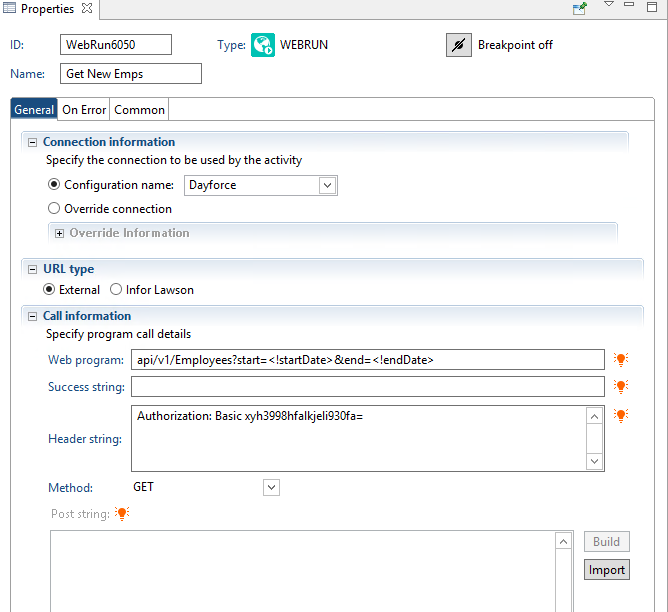 Properties
ID: WebRun6050 Type: WEBRUN Breakpoint off
Name: Get New Emps
General On Error Common
Connection information
Specify the connection to be used by the activity
Configuration name: Dayforce
Override connection
Override Information
URL type
External Infor Lawson
Call information
Specify program call details
Web program: api/v1/Employees?start=<!startDate>&end=<!endDate>
Success string:
Authorization: Basic xyh3998hfalkjeli930fa=
Header string:
Method: GET
Post string:
Build
Import